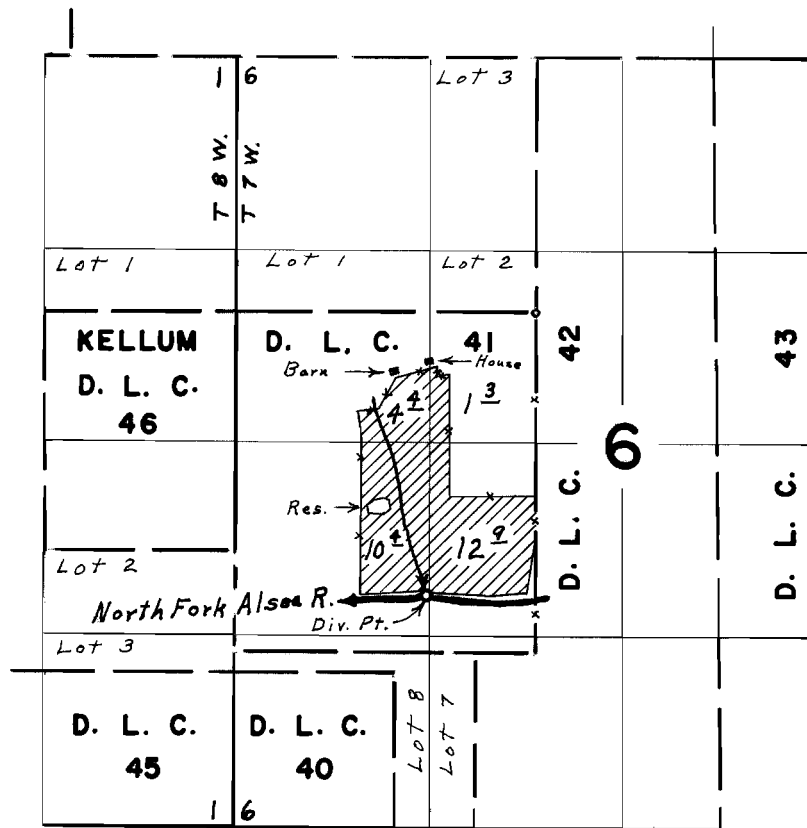 1 6
Lot 3
T 8 W.
T 7 W.
Lot 1
Lot 1
Lot 2
KELLUM
D. L. C.
46
D. L. C. 41
42
D. L. C.
43
D. L. C.
6
Barn
House
4 4
1 3
Res.
10 4
12 9
Lot 2
North Fork Alsea R.
Div. Pt.
Lot 3
D. L. C.
45
D. L. C.
40
Lot 8
Lot 7
1 6